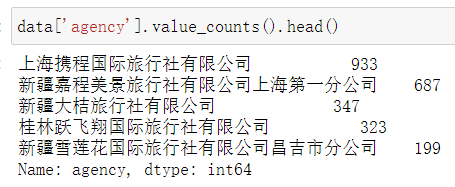 data['agency'].value_counts().head()
上海携程国际旅行社有限公司 933
新疆嘉程美景旅行社有限公司上海第一分公司 687
新疆大桔旅行社有限公司 347
桂林跃飞翔国际旅行社有限公司 323
新疆雪莲花国际旅行社有限公司昌吉市分公司 199
Name: agency, dtype: int64